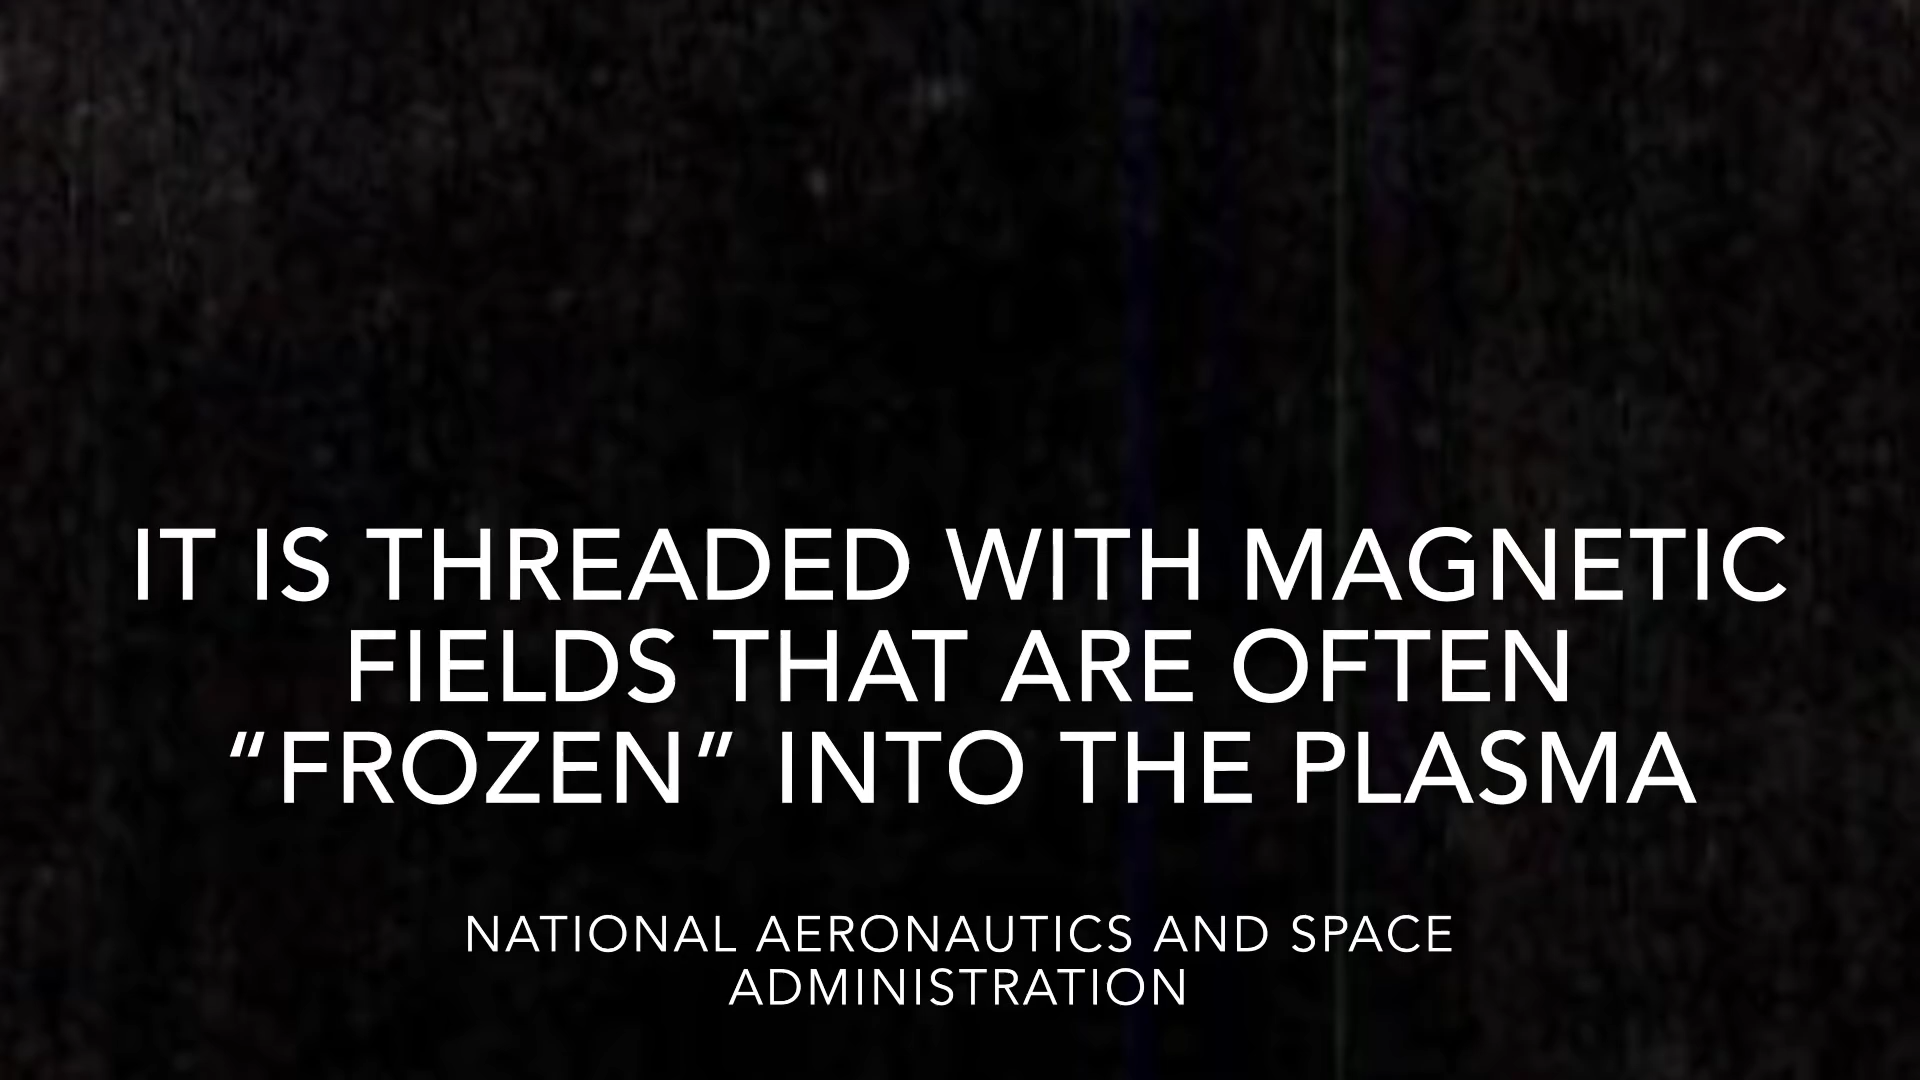 IT IS THREADED WITH MAGNETIC
FIELDS THAT ARE OFTEN
“FROZEN” INTO THE PLASMA
NATIONAL AERONAUTICS AND SPACE
ADMINISTRATION